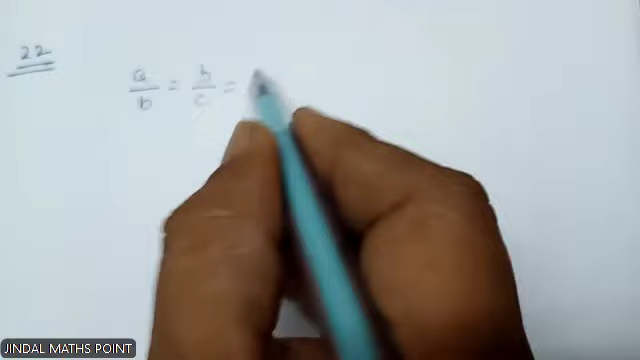 22
a/b = b/c =
JINDAL MATHS POINT